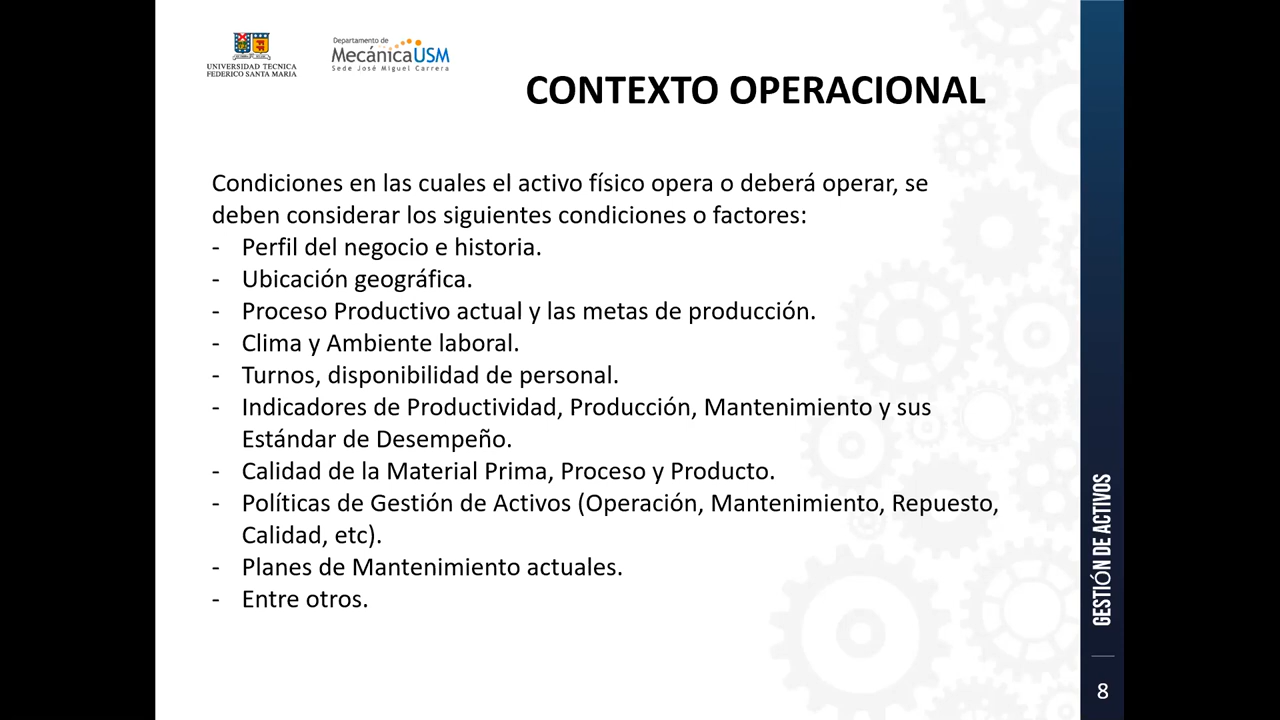 UNIVERSIDAD TECNICA
FEDERICO SANTA MARIA
Departamento de
MecánicaUSM
Sede José Miguel Carrera
CONTEXTO OPERACIONAL
Condiciones en las cuales el activo físico opera o deberá operar, se
deben considerar los siguientes condiciones o factores:
- Perfil del negocio e historia.
- Ubicación geográfica.
- Proceso Productivo actual y las metas de producción.
- Clima y Ambiente laboral.
- Turnos, disponibilidad de personal.
- Indicadores de Productividad, Producción, Mantenimiento y sus
Estándar de Desempeño.
- Calidad de la Material Prima, Proceso y Producto.
- Políticas de Gestión de Activos (Operación, Mantenimiento, Repuesto,
Calidad, etc).
- Planes de Mantenimiento actuales.
- Entre otros.
GESTIÓN DE ACTIVOS
8